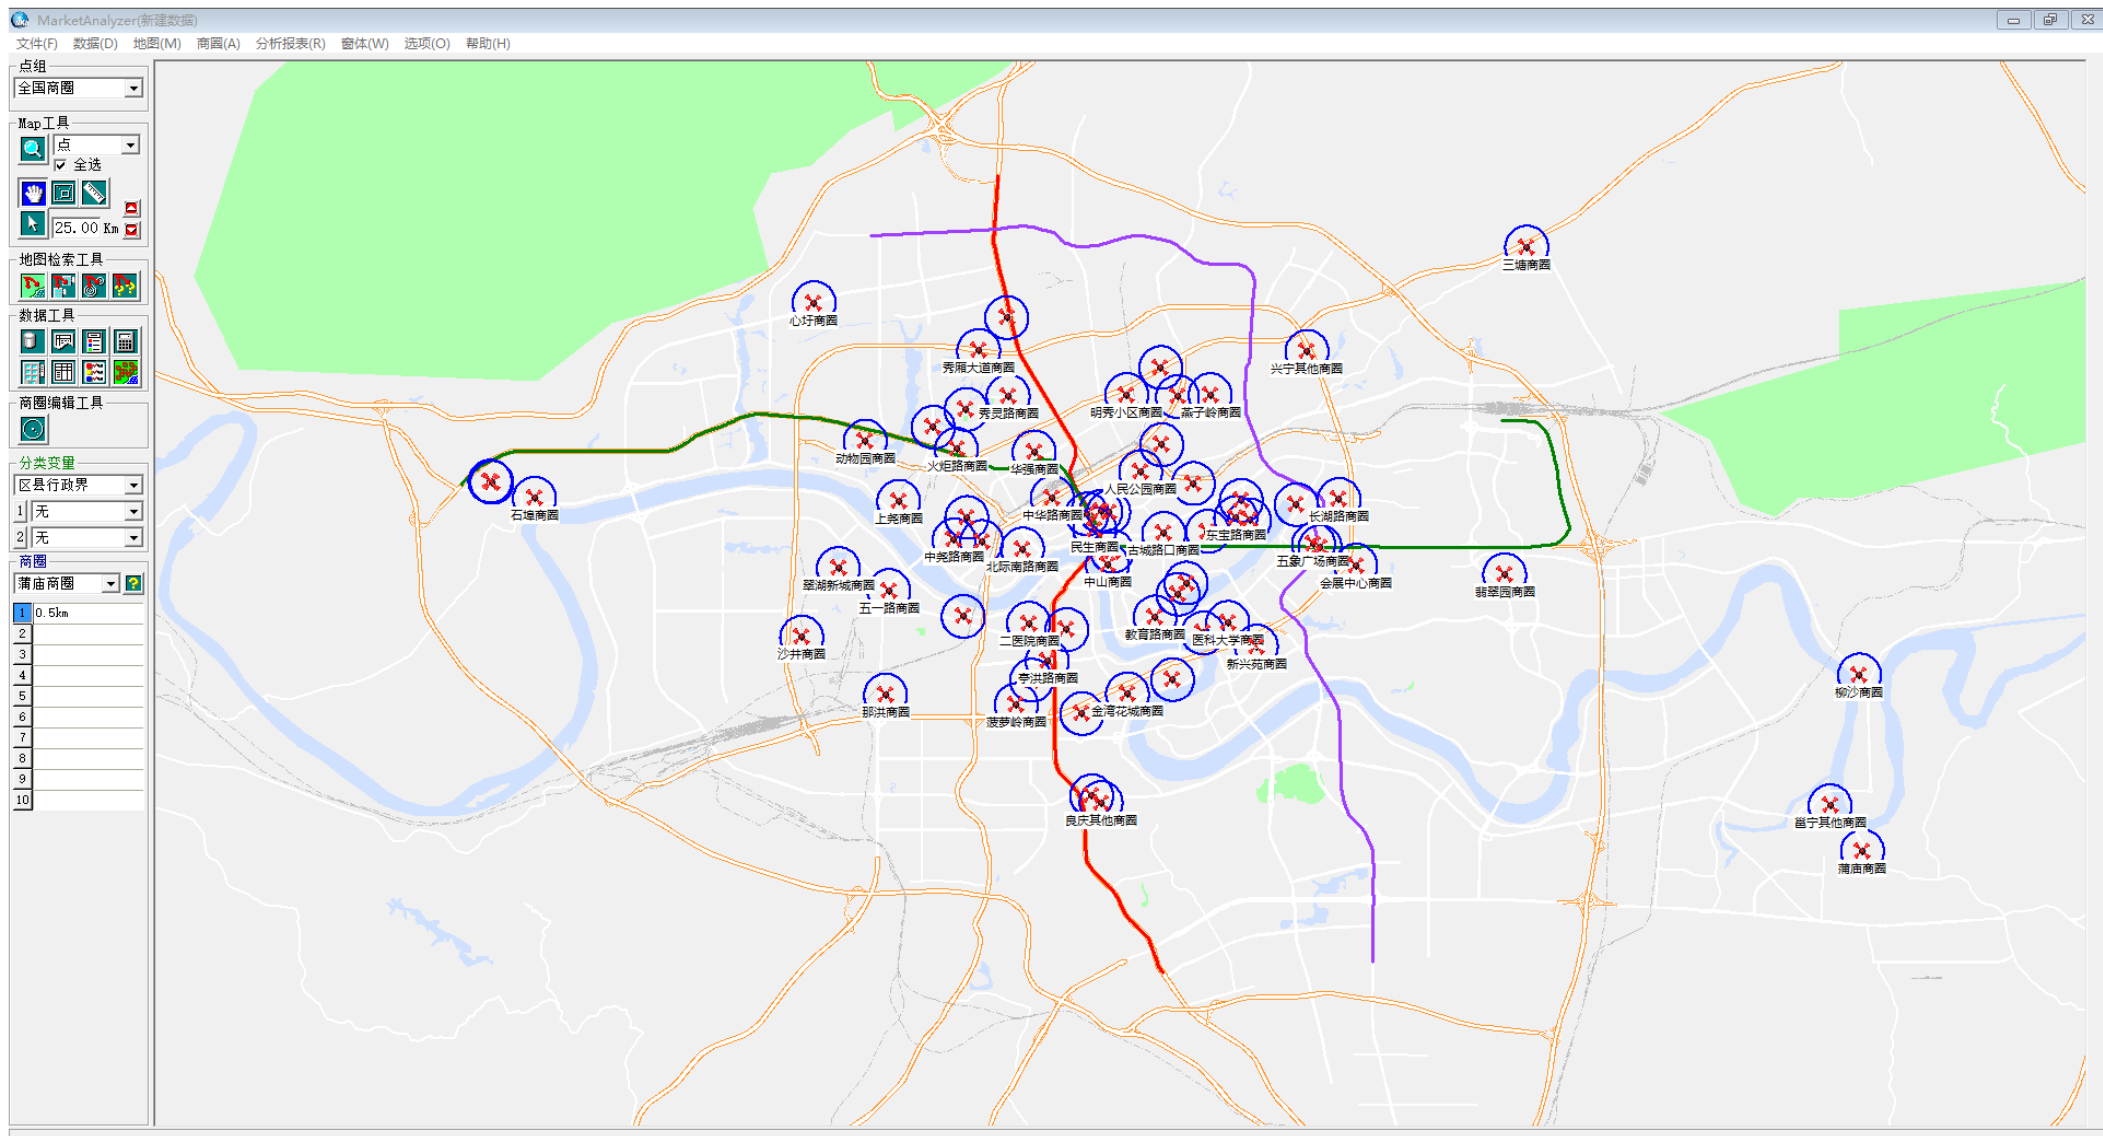 MarketAnalyzer(新建数据)
文件(F) 数据(D) 地图(M) 商圈(A) 分析报表(R) 窗体(W) 选项(O) 帮助(H)
点组
全国商圈
Map工具
点
全选
25.00 Km
地图检索工具
数据工具
商圈编辑工具
分类变量
区县行政界
1 无
2 无
商圈
蒲庙商圈
1 0.5km
2
3
4
5
6
7
8
9
10
三塘商圈
心圩商圈
秀厢大道商圈
兴宁其他商圈
秀灵路商圈
明秀小区商圈
燕子岭商圈
动物园商圈
火炬路商圈
华强商圈
人民公园商圈
石埠商圈
上尧商圈
中华路商圈
长湖路商圈
东宝路商圈
民生商圈
古城路口商圈
中尧路商圈
北际南路商圈
五象广场商圈
中山商圈
会展中心商圈
翠湖新城商圈
翡翠园商圈
五一路商圈
二医院商圈
教育路商圈
医科大学商圈
沙井商圈
新兴苑商圈
亭洪路商圈
柳沙商圈
那洪商圈
菠萝岭商圈
金湾花城商圈
良庆其他商圈
邕宁其他商圈
蒲庙商圈